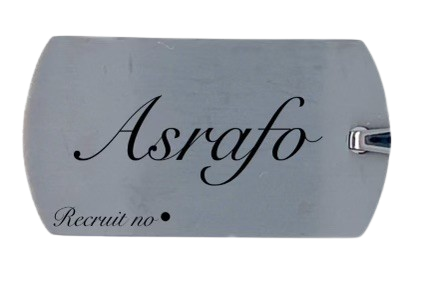 Asrafo
Recruit no•